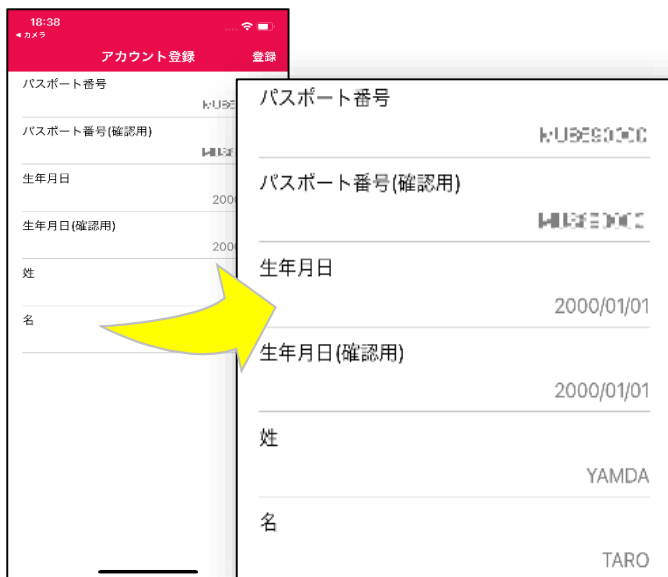 18:38
カメラ
アカウント登録
登録
パスポート番号
パスポート番号(確認用)
生年月日
200
生年月日(確認用)
200
姓
名
パスポート番号
パスポート番号(確認用)
生年月日
2000/01/01
生年月日(確認用)
2000/01/01
姓
YAMDA
名
TARO